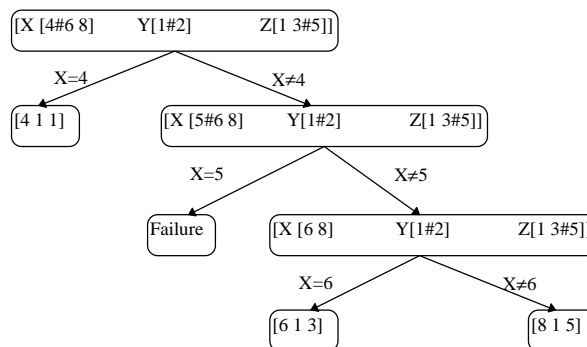 [X [4#6 8] Y[1#2] Z[1 3#5]]
X=4 X≠4
[4 1 1] [X [5#6 8] Y[1#2] Z[1 3#5]]
X=5 X≠5
Failure [X [6 8] Y[1#2] Z[1 3#5]]
X=6 X≠6
[6 1 3] [8 1 5]